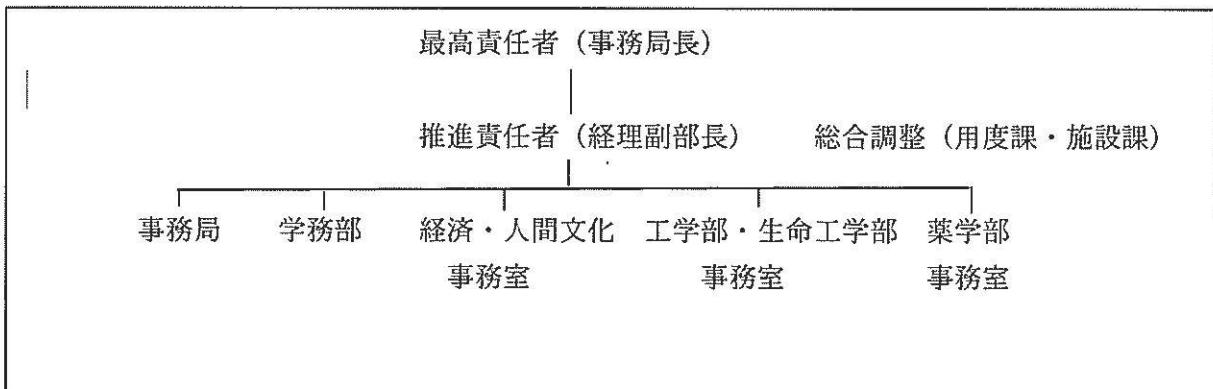 最高責任者（事務局長）
推進責任者（経理副部長）　総合調整（用度課・施設課）
事務局　学務部　経済・人間文化　工学部・生命工学部　薬学部
事務室　事務室　事務室